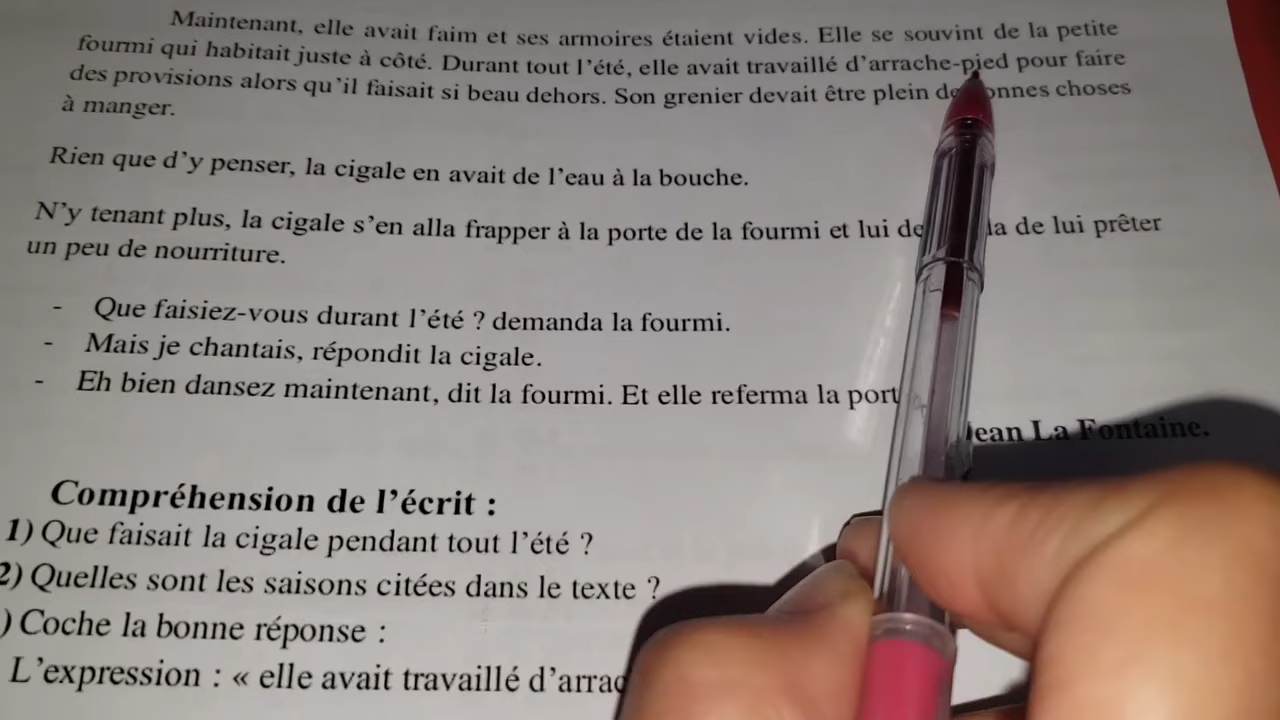 Maintenant, elle avait faim et ses armoires étaient vides. Elle se souvint de la petite
fourmi qui habitait juste à côté. Durant tout l'été, elle avait travaillé d'arrache-pied pour faire
des provisions alors qu'il faisait si beau dehors. Son grenier devait être plein choses
à manger.
Rien que d'y penser, la cigale en avait de l'eau à la bouche.
N'y tenant plus, la cigale s'en alla frapper à la porte de la fourmi et lui de lui prêter
un peu de nourriture.
- Que faisiez-vous durant l'été ? demanda la fourmi.
- Mais je chantais, répondit la cigale.
- Eh bien dansez maintenant, dit la fourmi. Et elle referma la
Jean La Fontaine.
Compréhension de l'écrit :
1) Que faisait la cigale pendant tout l'été ?
2) Quelles sont les saisons citées dans le texte ?
) Coche la bonne réponse :
L'expression : « elle avait travaillé